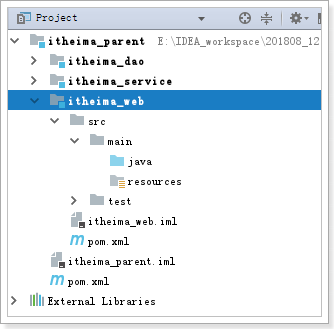 Project
itheima_parent E:\IDEA_workspace\201808_12
itheima_dao
itheima_service
itheima_web
src
main
java
resources
test
itheima_web.iml
pom.xml
itheima_parent.iml
pom.xml
External Libraries